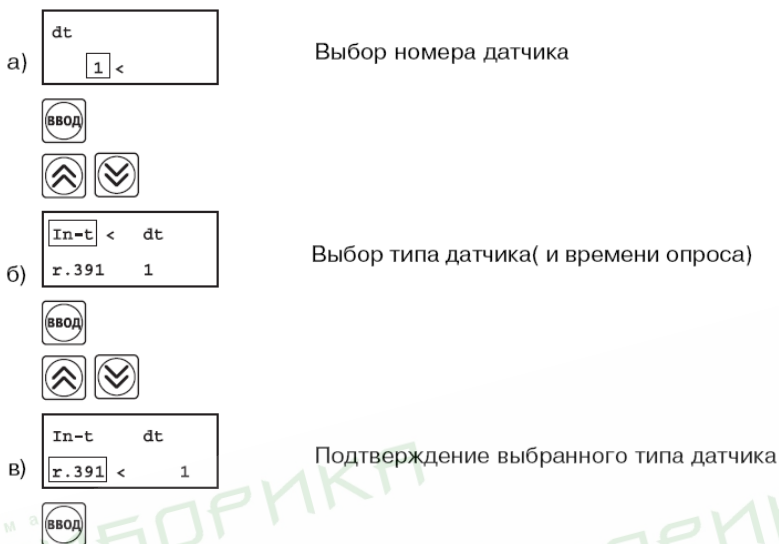 dt
а) 1 < Выбор номера датчика
ВВОД
In-t < dt
б) r.391 1 Выбор типа датчика( и времени опроса)
ВВОД
In-t dt
в) r.391 < 1 Подтверждение выбранного типа датчика
ВВОД